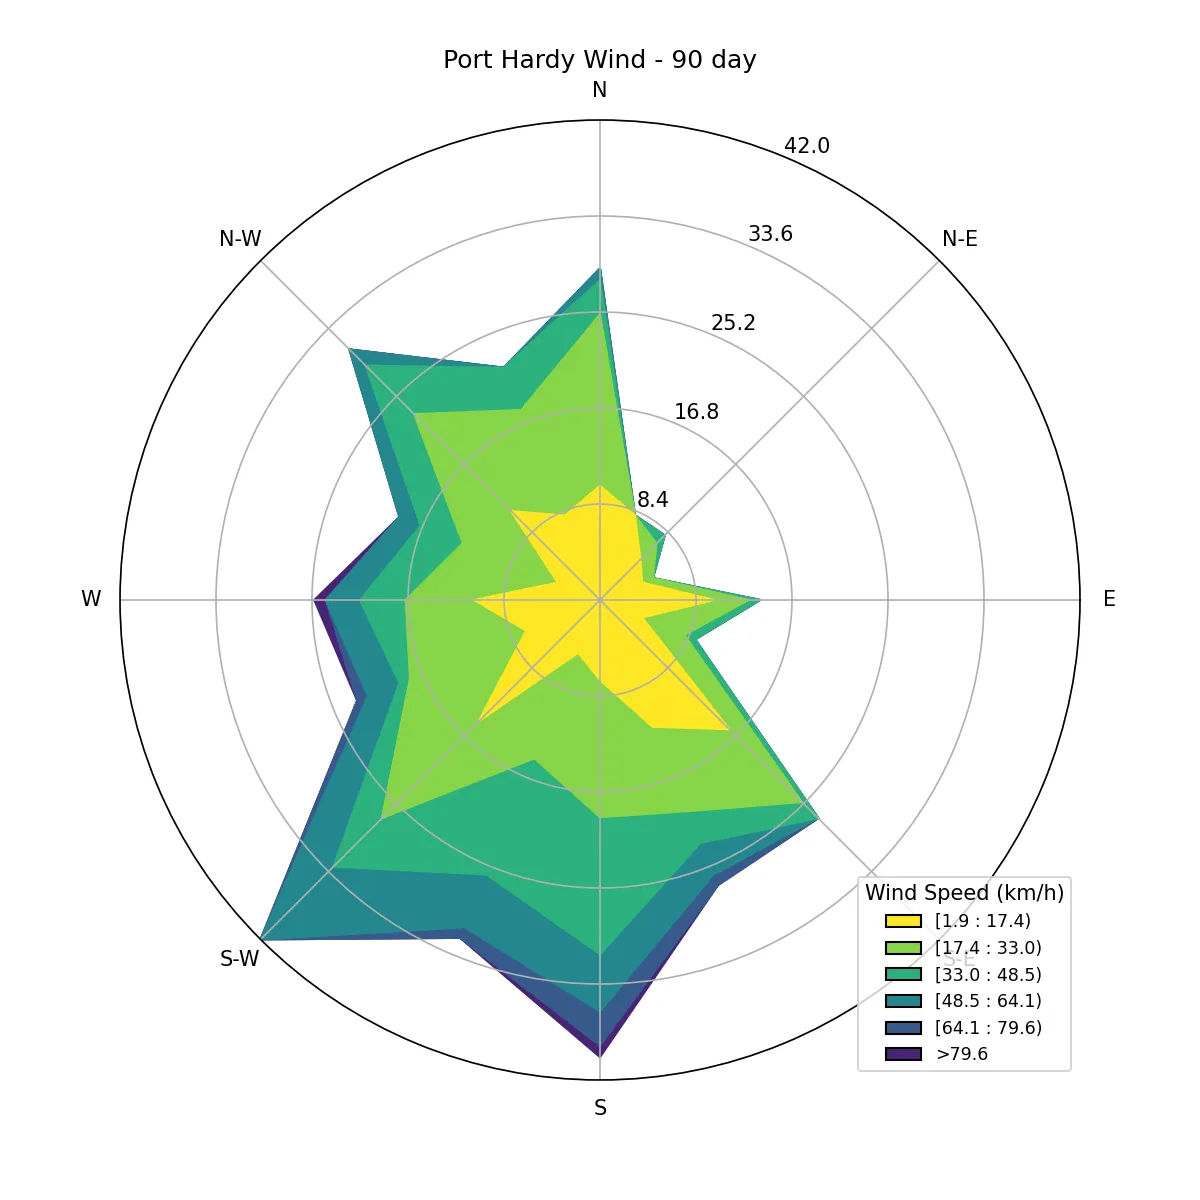 Port Hardy Wind - 90 day
N
42.0
33.6
N-W
N-E
25.2
16.8
8.4
W
E
S-W
S-E
S
Wind Speed (km/h)
[1.9 : 17.4)
[17.4 : 33.0)
[33.0 : 48.5)
[48.5 : 64.1)
[64.1 : 79.6)
>79.6